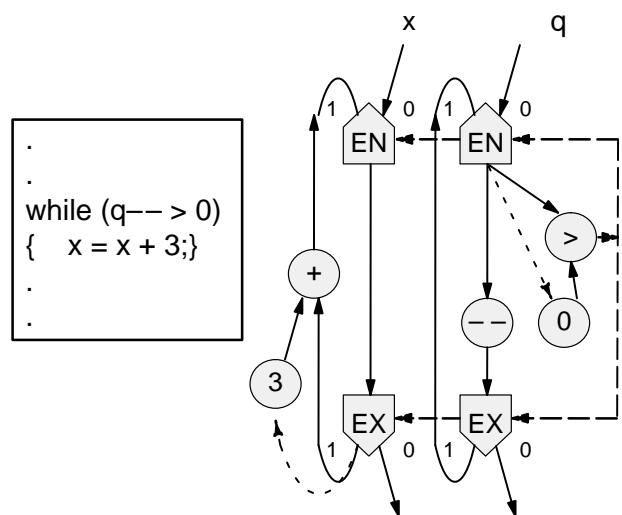 x q
.
.
while (q−− > 0)
{ x = x + 3;}
.
.
1 0 1 0
EN EN
>
+
−− 0
3
EX EX
1 0 1 0